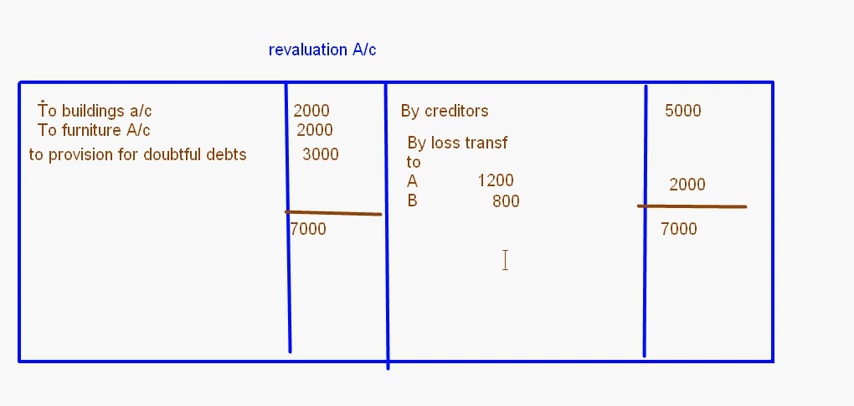 revaluation A/c
To buildings a/c 2000 By creditors 5000
To furniture A/c 2000
to provision for doubtful debts 3000
By loss transf
to
A 1200 2000
B 800
7000 7000